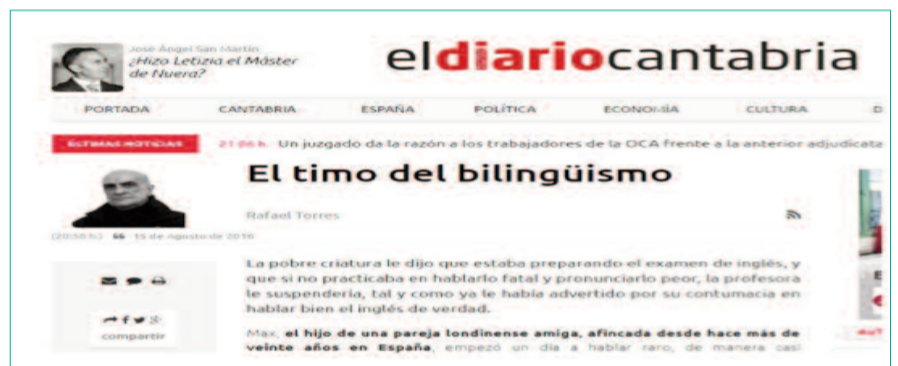 José Ángel San Martín
¿Hizo Letizia el Máster
de Nuera?
eldiariocantabria
PORTADA CANTABRIA ESPAÑA POLÍTICA ECONOMÍA CULTURA D
ÚLTIMAS NOTICIAS 21:06 h. Un juzgado da la razón a los trabajadores de la OCA frente a la anterior adjudicata
El timo del bilingüismo
Rafael Torres
(20:58 h.) 15 de Agosto de 2016
La pobre criatura le dijo que estaba preparando el examen de inglés, y
que si no practicaba en hablarlo fatal y pronunciarlo peor, la profesora
le suspendería, tal y como ya le había advertido por su contumacia en
hablar bien el inglés de verdad.
compartir
Max, el hijo de una pareja londinense amiga, afincada desde hace más de
veinte años en España, empezó un día a hablar raro, de manera casi